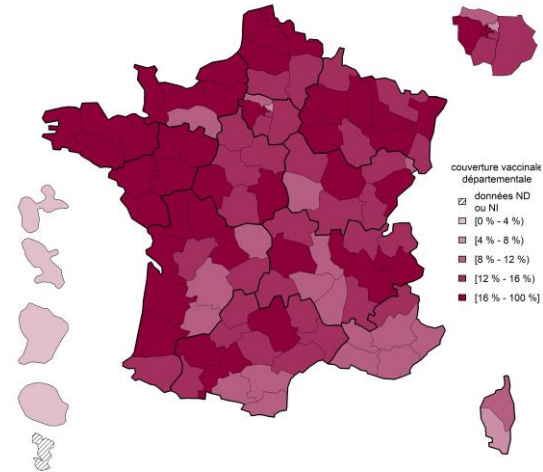 couverture vaccinale
départementale
données ND
ou NI
[0 % - 4 %)
[4 % - 8 %)
[8 % - 12 %)
[12 % - 16 %)
[16 % - 100 %]